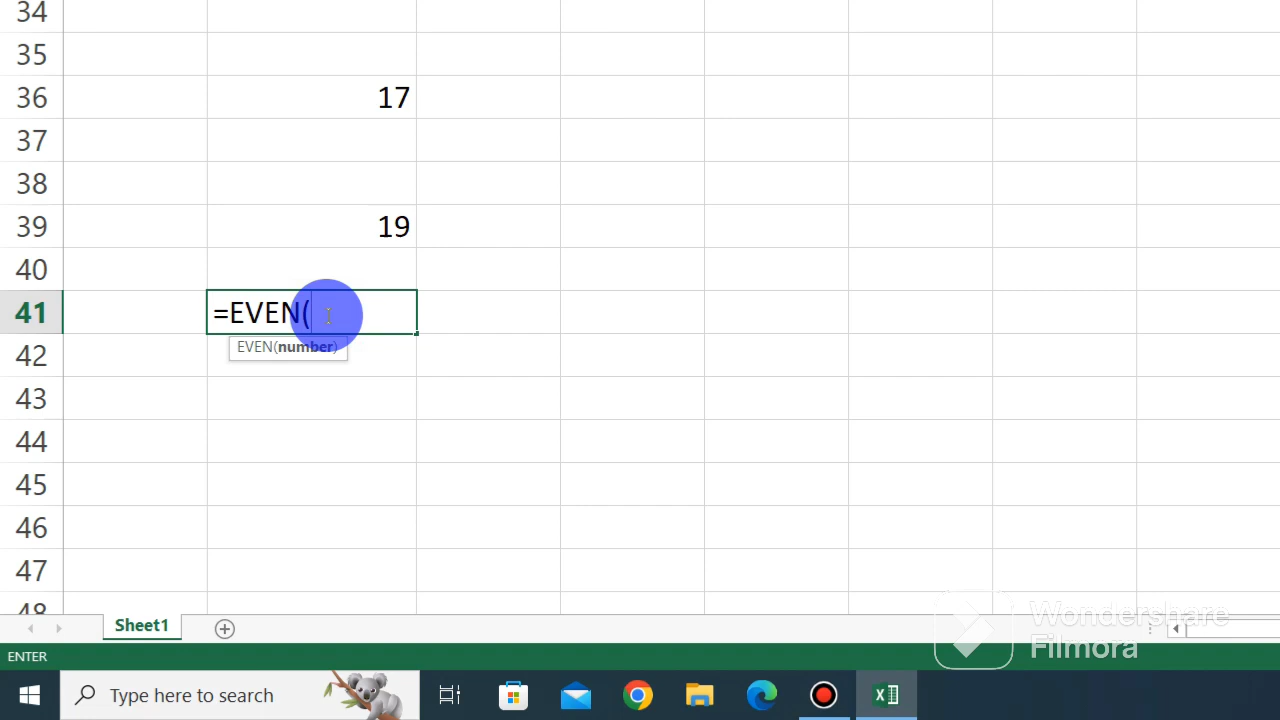 34
35
36 17
37
38
39 19
40
41 =EVEN(
EVEN(number)
42
43
44
45
46
47
48
Sheet1
Wondershare
Filmora
ENTER
Type here to search